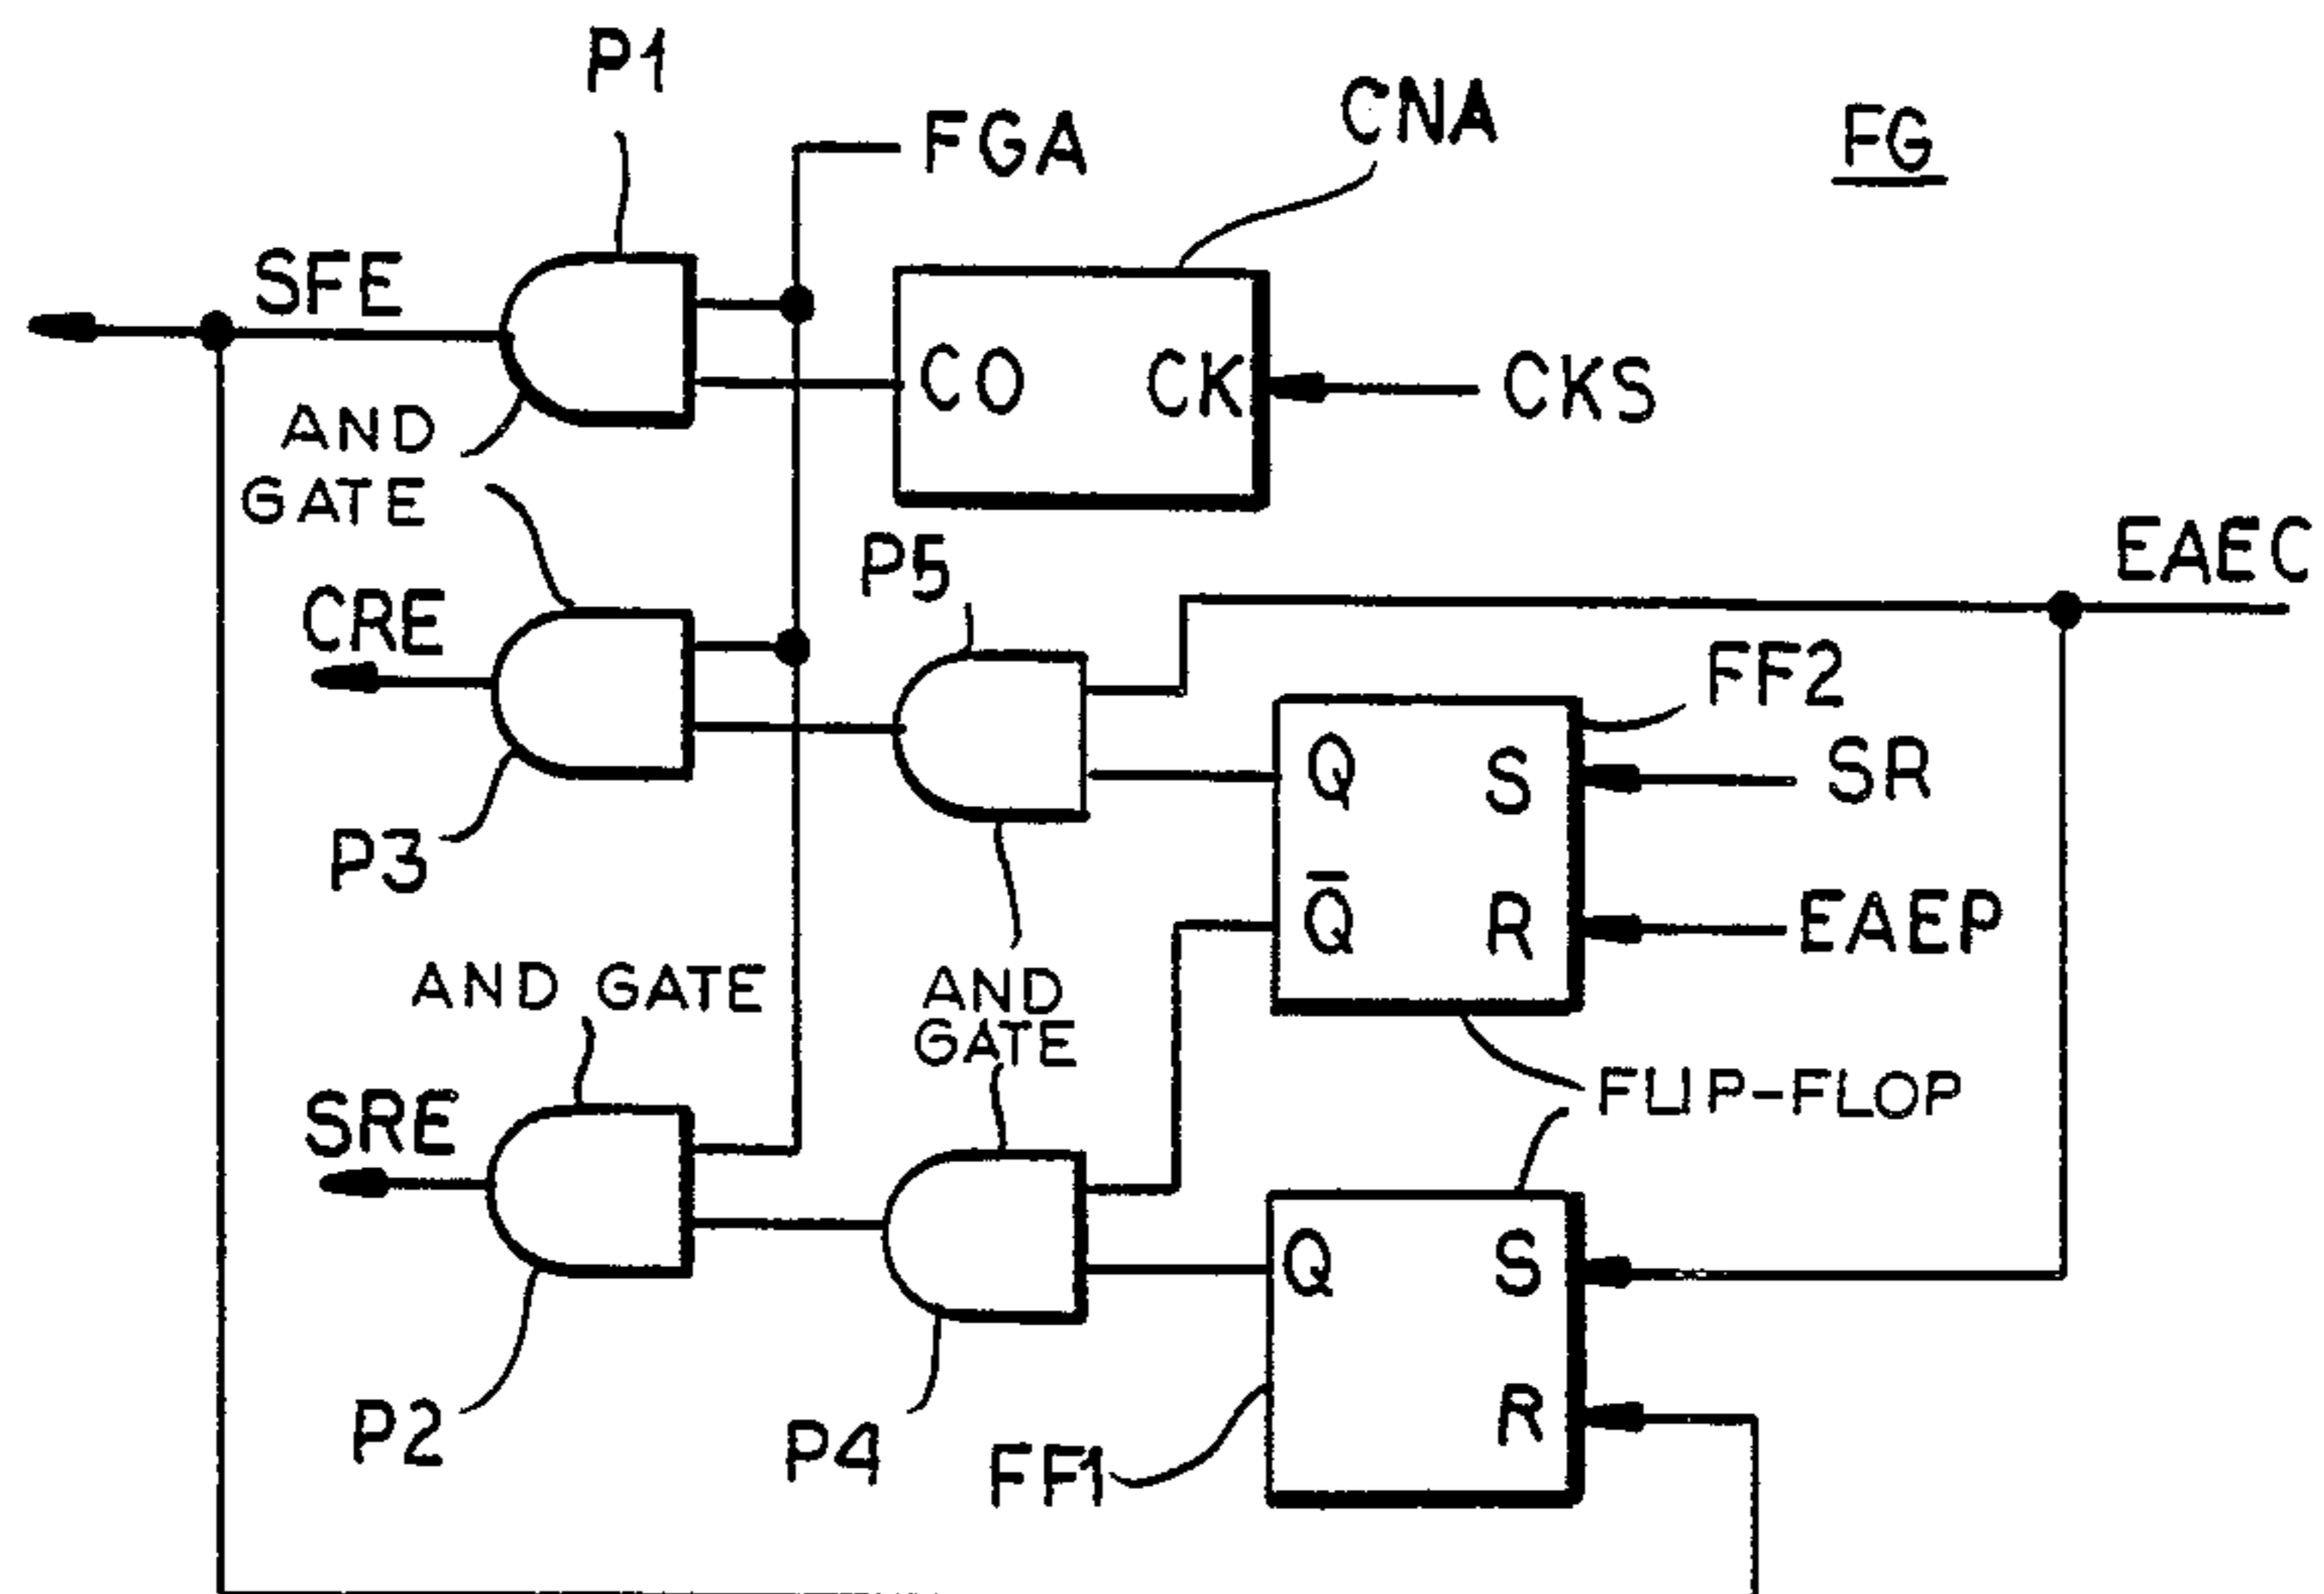 P1
FGA
CNA
FG
SFE
CO
CK
CKS
AND
GATE
P5
EAEC
CRE
FF2
Q
S
SR
P3
Q̅
R
EAEP
AND GATE
AND
GATE
FLIP-FLOP
SRE
Q
S
P2
P4
FF1
R